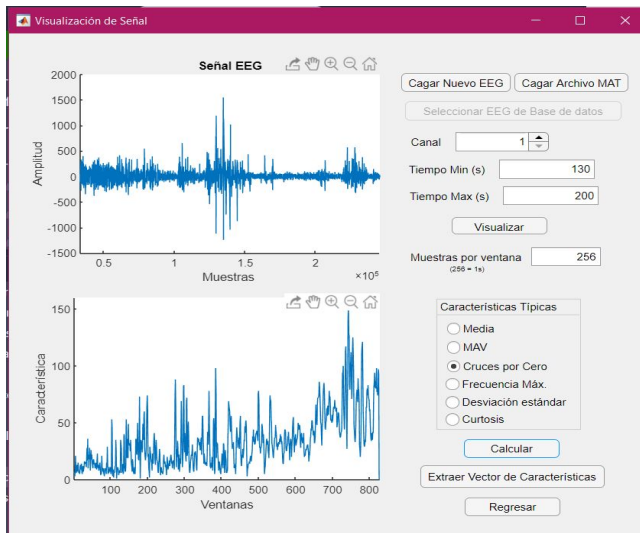 Visualización de Señal
Señal EEG
2000
1500
1000
500
0
-500
-1000
-1500
Amplitud
0.5
1
1.5
2
×10⁵
Muestras
150
100
50
0
Característica
100
200
300
400
500
600
700
800
Ventanas
Cagar Nuevo EEG
Cagar Archivo MAT
Seleccionar EEG de Base de datos
Canal
1
Tiempo Min (s)
130
Tiempo Max (s)
200
Visualizar
Muestras por ventana
256
(256 = 1s)
Características Típicas
Media
MAV
Cruces por Cero
Frecuencia Máx.
Desviación estándar
Curtosis
Calcular
Extraer Vector de Características
Regresar